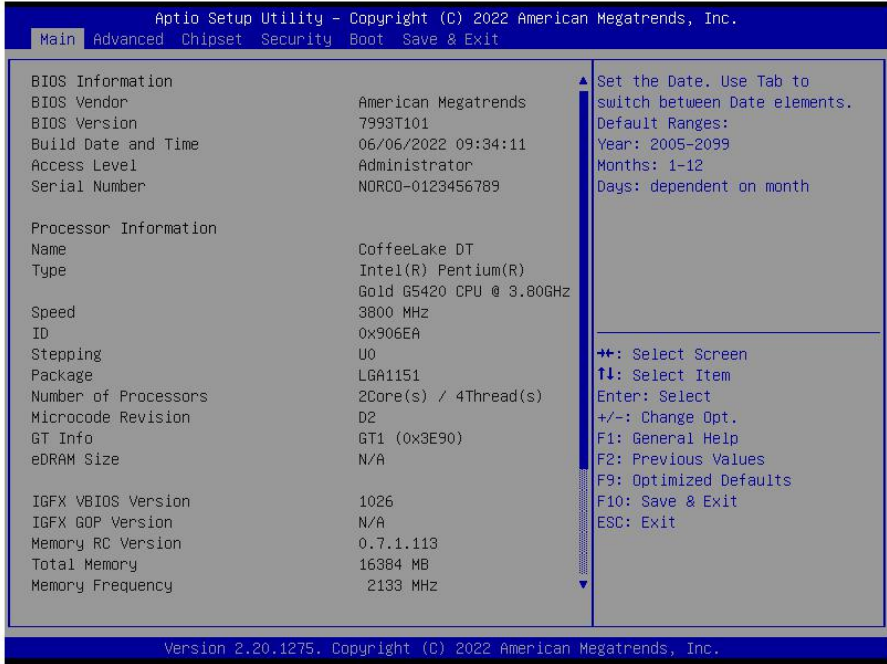 Aptio Setup Utility – Copyright (C) 2022 American Megatrends, Inc.
Main Advanced Chipset Security Boot Save & Exit
BIOS Information
BIOS Vendor American Megatrends
BIOS Version 7993T101
Build Date and Time 06/06/2022 09:34:11
Access Level Administrator
Serial Number NORCO-0123456789
Processor Information
Name CoffeeLake DT
Type Intel(R) Pentium(R)
Gold G5420 CPU @ 3.80GHz
Speed 3800 MHz
ID 0x906EA
Stepping U0
Package LGA1151
Number of Processors 2Core(s) / 4Thread(s)
Microcode Revision D2
GT Info GT1 (0x3E90)
eDRAM Size N/A
IGFX VBIOS Version 1026
IGFX GOP Version N/A
Memory RC Version 0.7.1.113
Total Memory 16384 MB
Memory Frequency 2133 MHz
Set the Date. Use Tab to
switch between Date elements.
Default Ranges:
Year: 2005-2099
Months: 1-12
Days: dependent on month
→←: Select Screen
↑↓: Select Item
Enter: Select
+/-: Change Opt.
F1: General Help
F2: Previous Values
F9: Optimized Defaults
F10: Save & Exit
ESC: Exit
Version 2.20.1275. Copyright (C) 2022 American Megatrends, Inc.